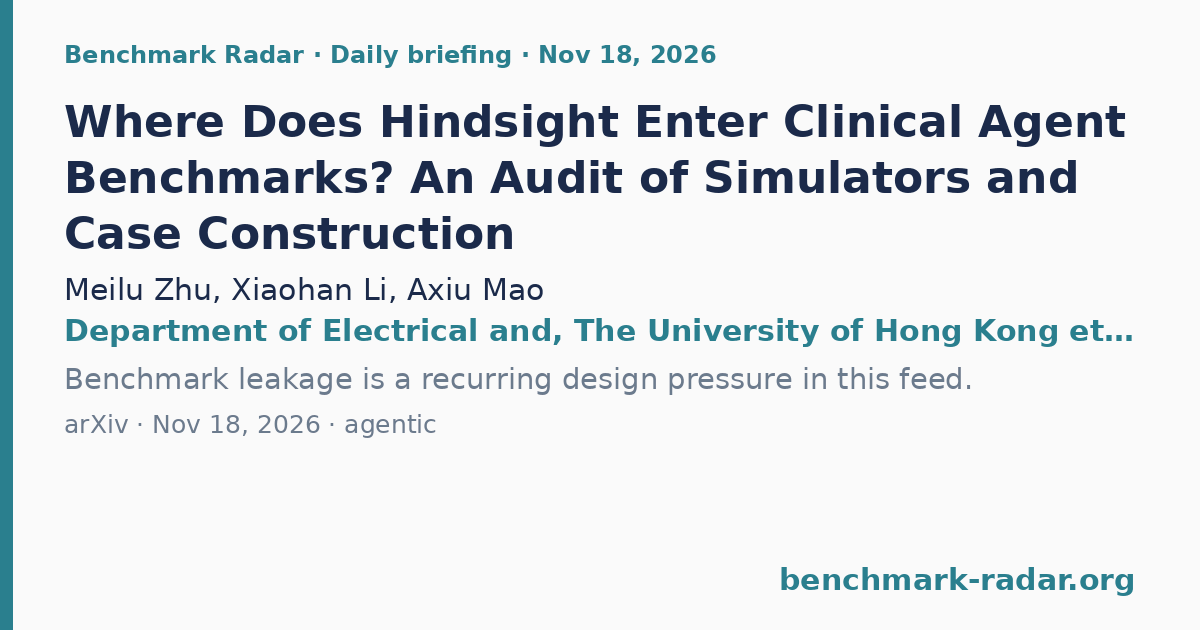 Benchmark Radar · Daily briefing · Nov 18, 2026
Where Does Hindsight Enter Clinical Agent
Benchmarks? An Audit of Simulators and
Case Construction
Meilu Zhu, Xiaohan Li, Axiu Mao
Department of Electrical and, The University of Hong Kong et…
Benchmark leakage is a recurring design pressure in this feed.
arXiv · Nov 18, 2026 · agentic
benchmark-radar.org